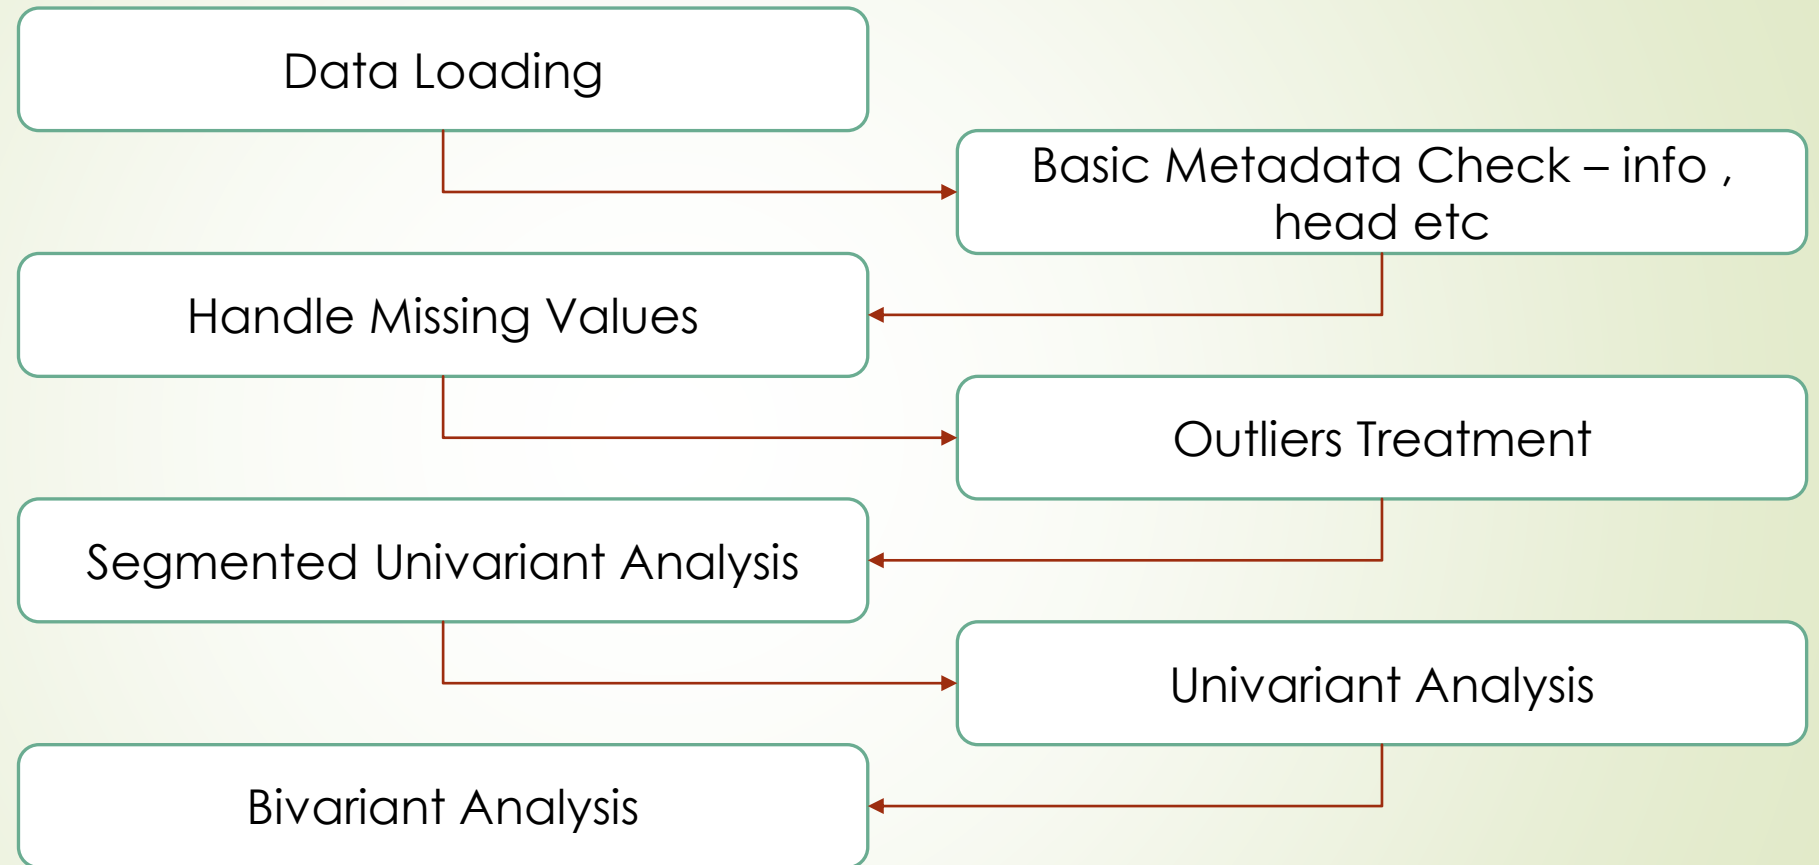 Data Loading
Basic Metadata Check – info ,
head etc
Handle Missing Values
Outliers Treatment
Segmented Univariant Analysis
Univariant Analysis
Bivariant Analysis